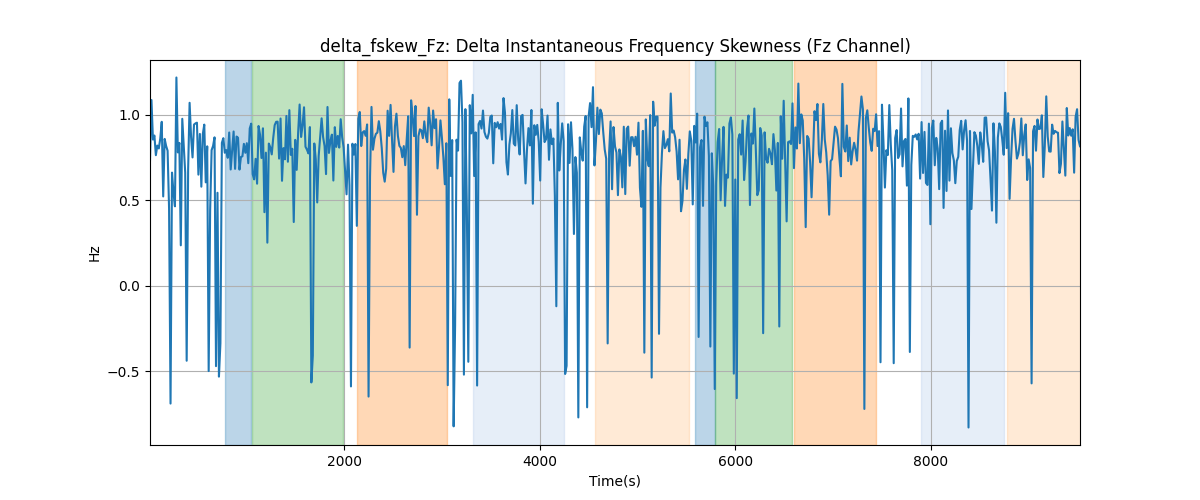 delta_fskew_Fz: Delta Instantaneous Frequency Skewness (Fz Channel)
1.0
0.5
0.0
−0.5
Hz
2000 4000 6000 8000
Time(s)